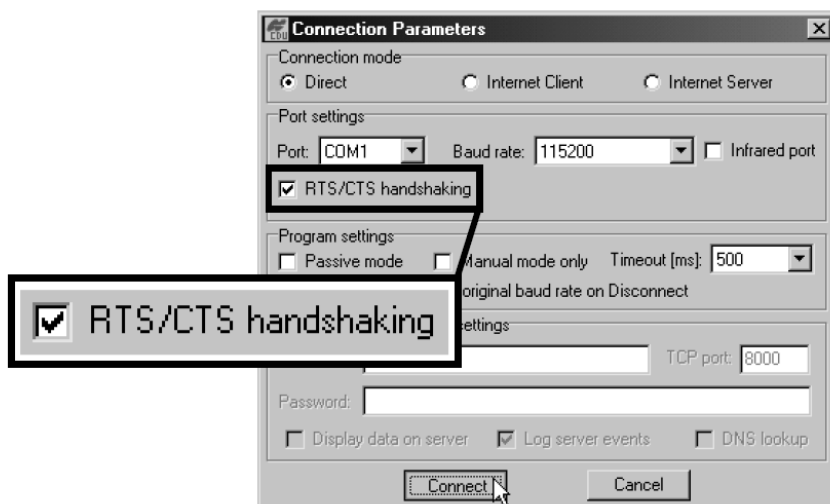 CDU Connection Parameters
Connection mode
Direct Internet Client Internet Server
Port settings
Port: COM1 Baud rate: 115200 Infrared port
RTS/CTS handshaking
Program settings
Passive mode Manual mode only Timeout [ms]: 500
original baud rate on Disconnect
RTS/CTS handshaking
settings
TCP port: 8000
Password:
Display data on server Log server events DNS lookup
Connect Cancel